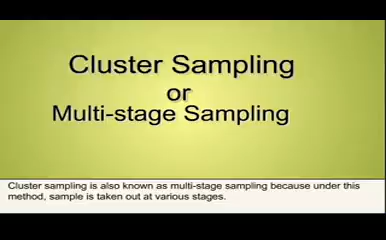 Cluster Sampling
or
Multi-stage Sampling
Cluster sampling is also known as multi-stage sampling because under this
method, sample is taken out at various stages.